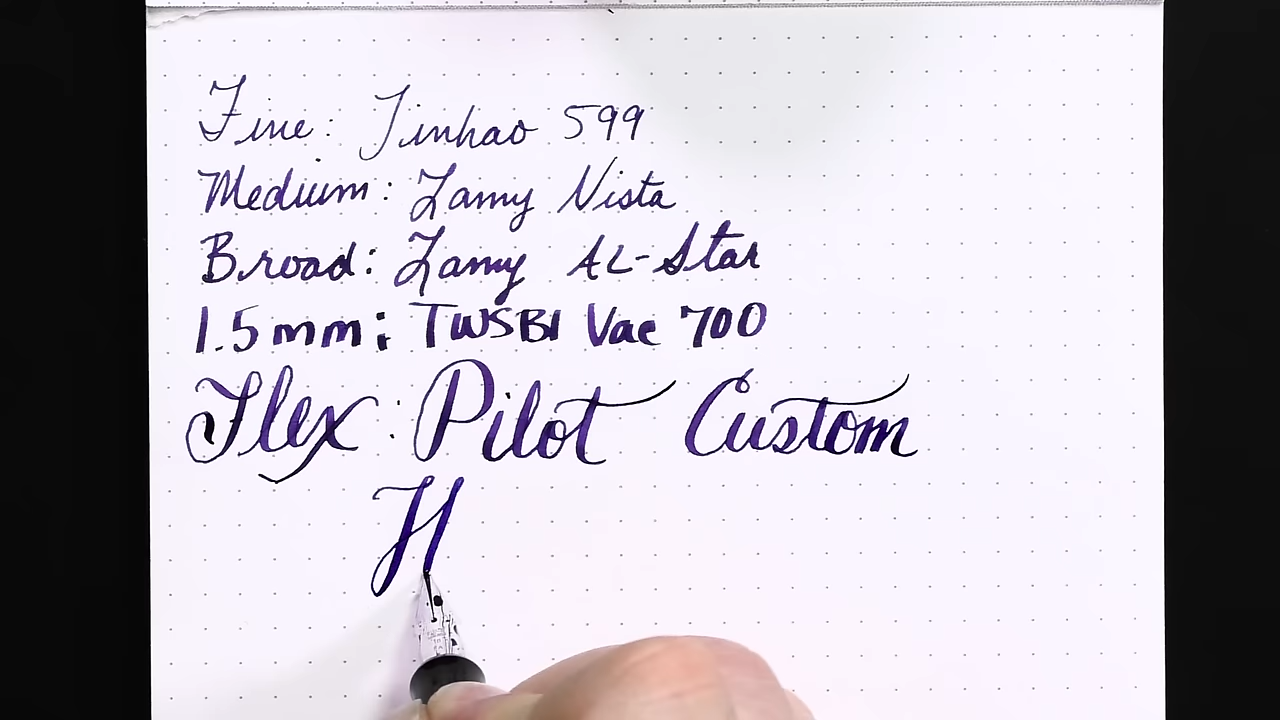 Fine: Jinhao 599
Medium: Lamy Vista
Broad: Lamy AL-Star
1.5mm: TWSBI Vac 700
Flex: Pilot Custom
H